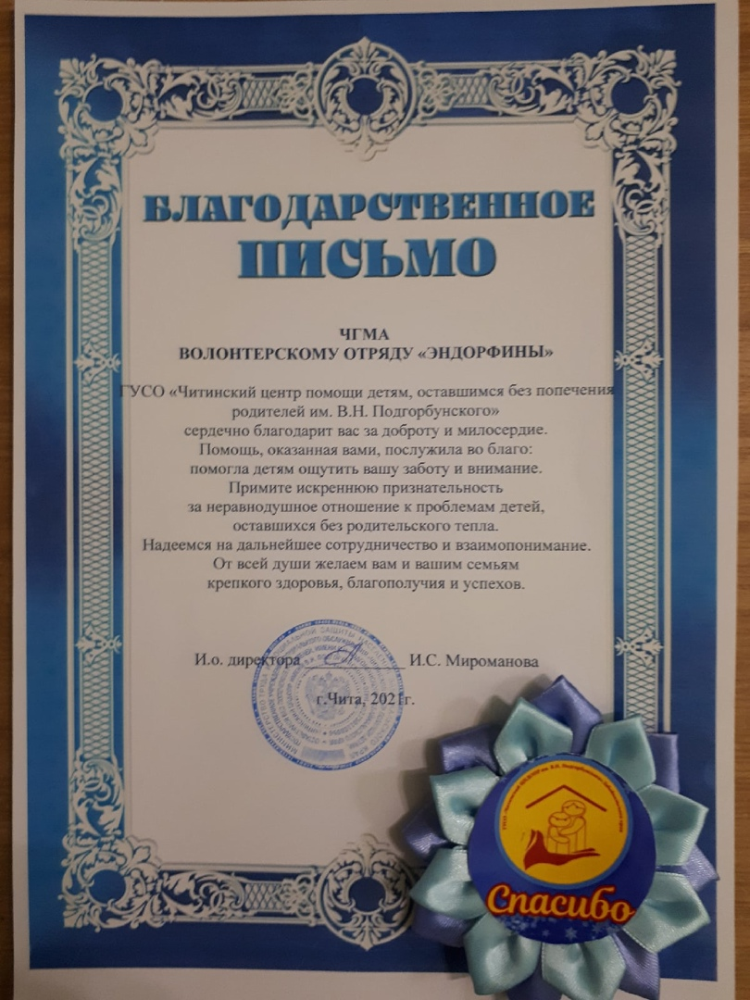 БЛАГОДАРСТВЕННОЕ
ПИСЬМО
ЧГМА
ВОЛОНТЕРСКОМУ ОТРЯДУ «ЭНДОРФИНЫ»
ГУСО «Читинский центр помощи детям, оставшимся без попечения
родителей им. В.Н. Подгорбунского»
сердечно благодарит вас за доброту и милосердие.
Помощь, оказанная вами, послужила во благо:
помогла детям ощутить вашу заботу и внимание.
Примите искреннюю признательность
за неравнодушное отношение к проблемам детей,
оставшихся без родительского тепла.
Надеемся на дальнейшее сотрудничество и взаимопонимание.
От всей души желаем вам и вашим семьям
крепкого здоровья, благополучия и успехов.
И.о. директора ____________ И.С. Мироманова
г.Чита, 2021г.
Спасибо